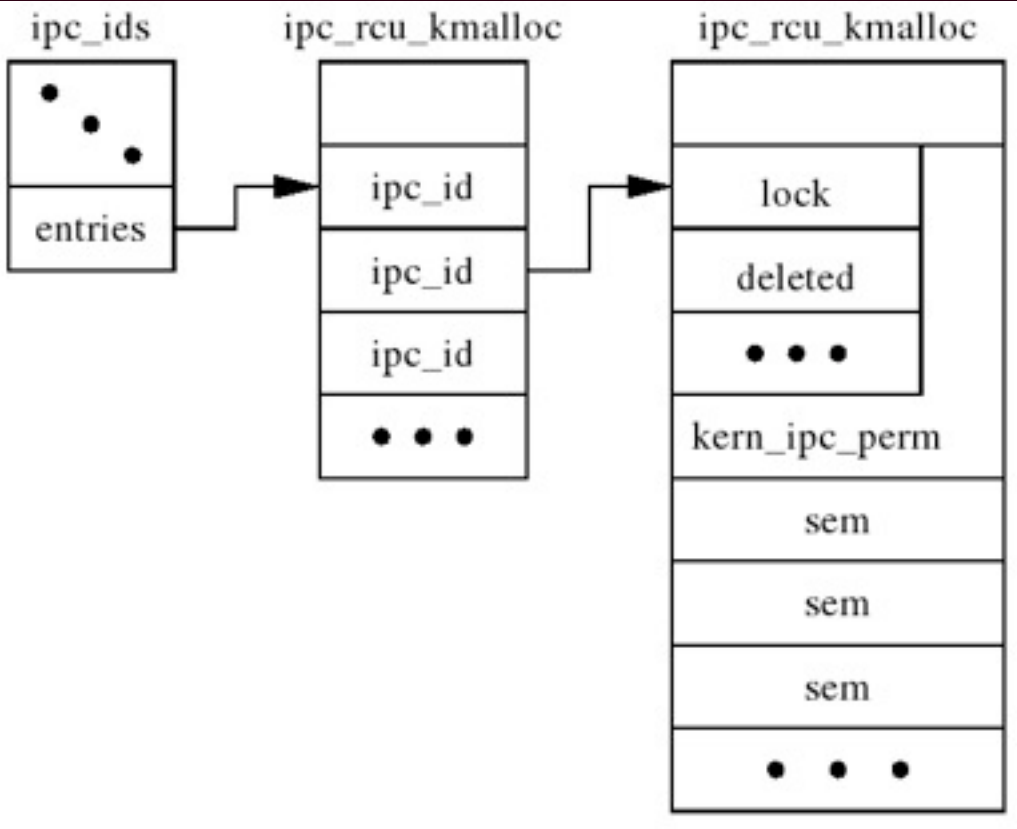 ipc_ids
entries
ipc_rcu_kmalloc
ipc_id
ipc_id
ipc_id
ipc_rcu_kmalloc
lock
deleted
kern_ipc_perm
sem
sem
sem